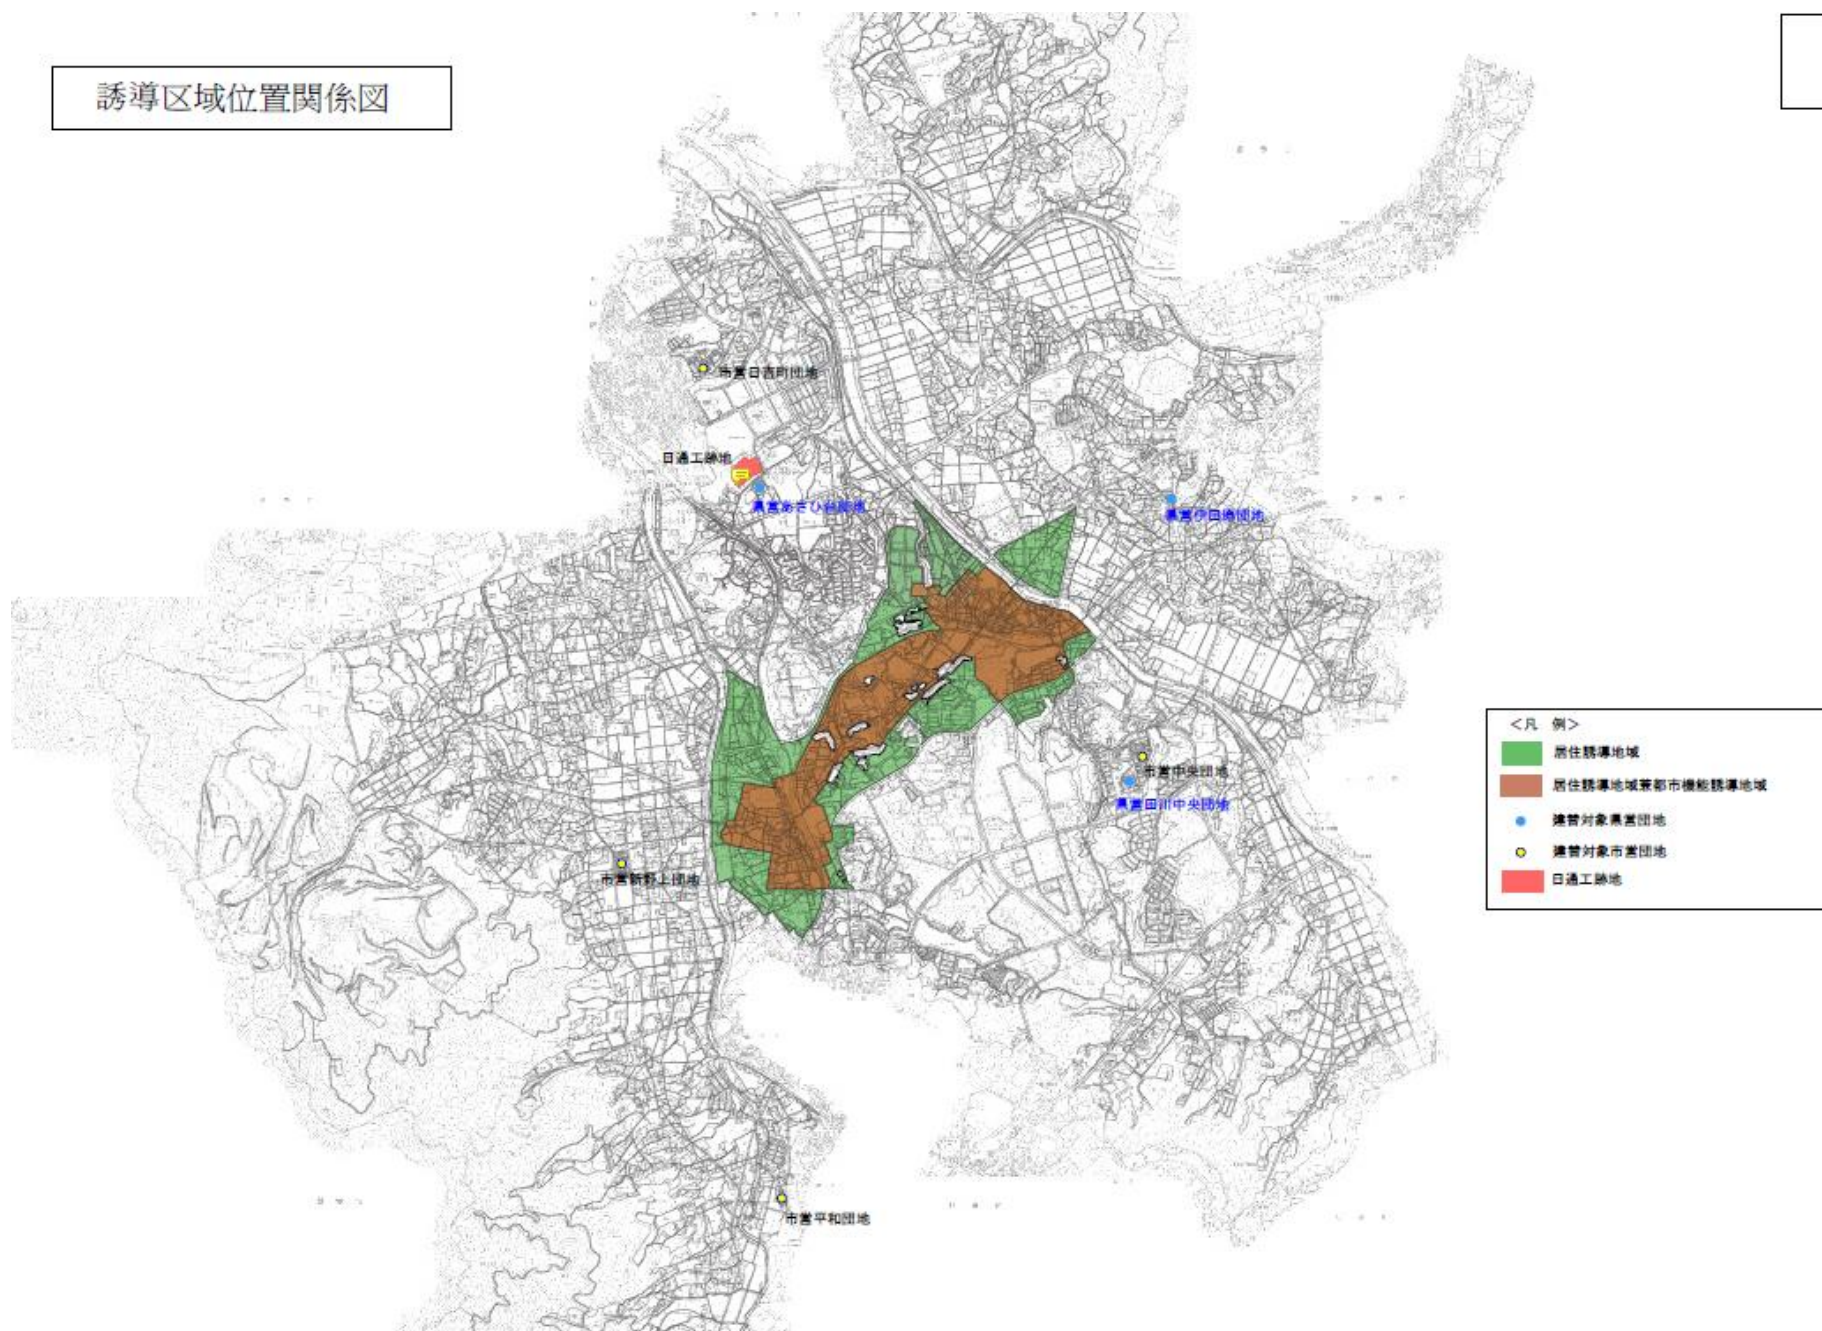 誘導区域位置関係図
市営日吉町団地
日通工跡地
県営あさひ台団地
県営伊田緑団地
市営中央団地
県営田川中央団地
市営新野上団地
市営平和団地
<凡 例>
居住誘導地域
居住誘導地域兼都市機能誘導地域
建替対象県営団地
建替対象市営団地
日通工跡地